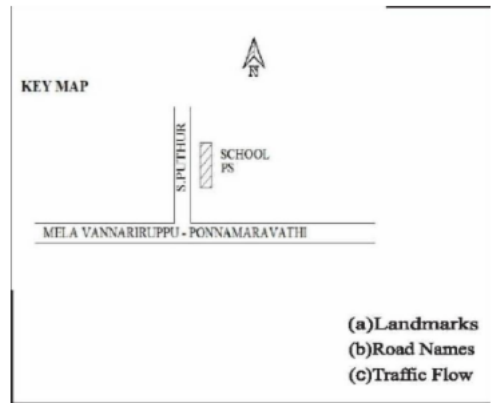 N
KEY MAP
S.PUTHUR
SCHOOL
PS
MELA VANNARIRUPPU - PONNAMARAVATHI
(a)Landmarks
(b)Road Names
(c)Traffic Flow